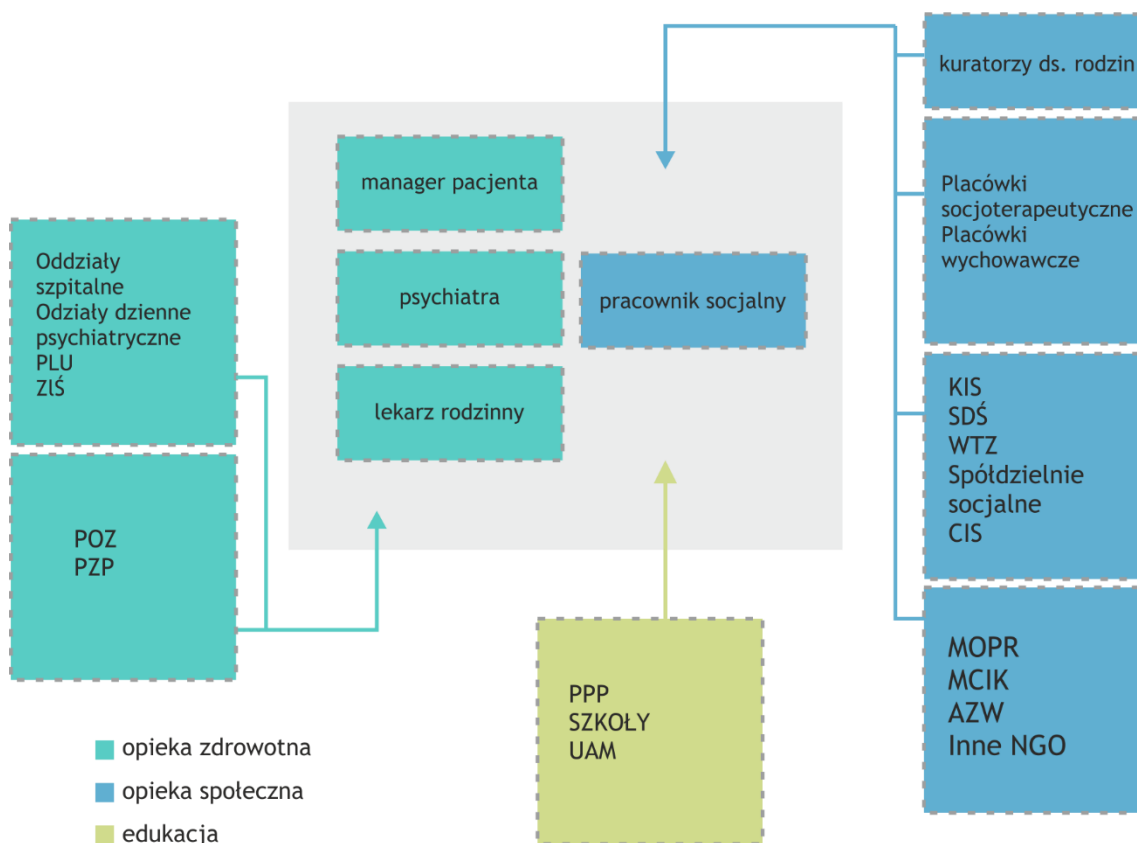 kuratorzy ds. rodzin
manager pacjenta
Placówki
socjoterapeutyczne
Placówki
wychowawcze
Oddziały
szpitalne
Odziały dzienne
psychiatryczne
PLU
ZlŚ
psychiatra
pracownik socjalny
lekarz rodzinny
KIS
SDŚ
WTZ
Spółdzielnie
socjalne
CIS
POZ
PZP
MOPR
MCIK
AZW
Inne NGO
PPP
SZKOŁY
UAM
opieka zdrowotna
opieka społeczna
edukacja